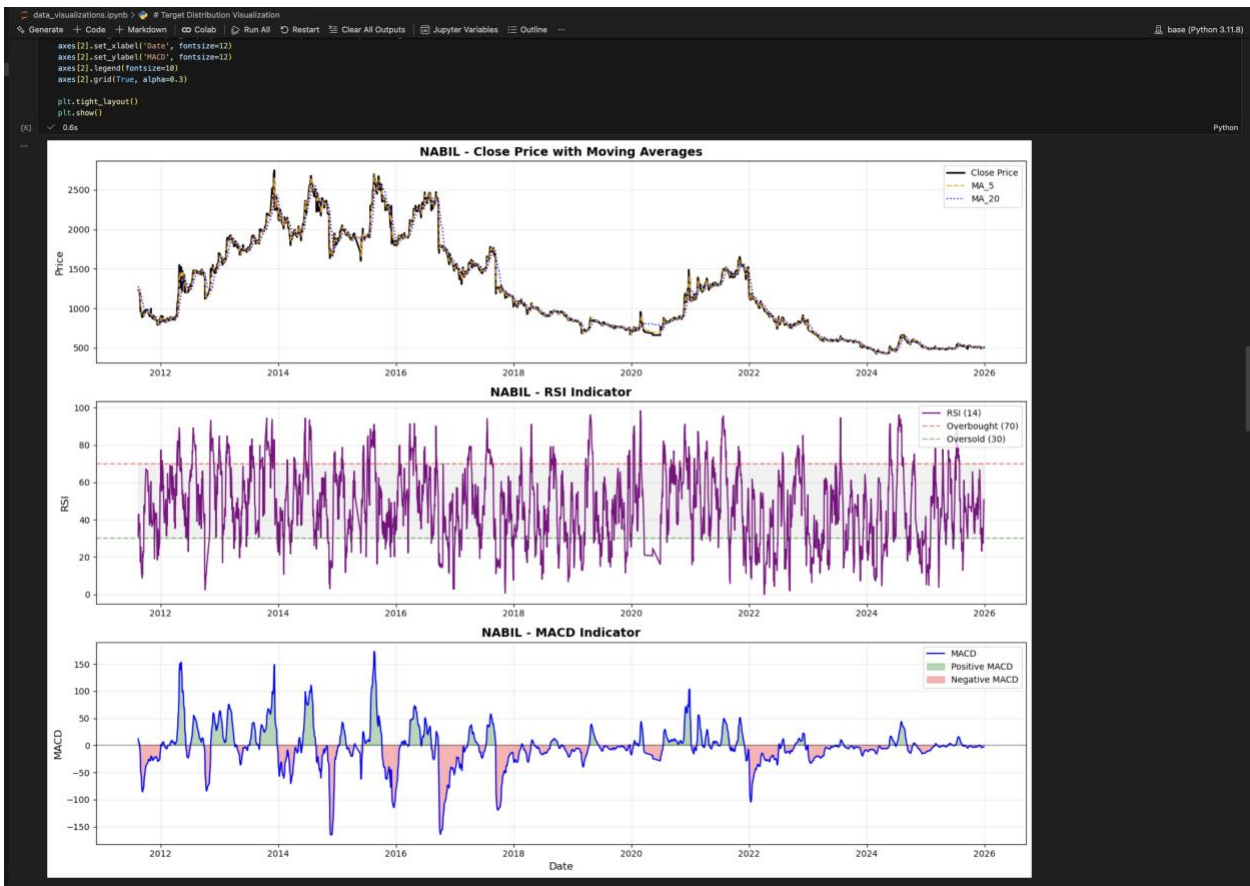 data_visualizations.ipynb > # Target Distribution Visualization
Generate + Code + Markdown | Colab | Run All Restart Clear All Outputs | Jupyter Variables Outline ...
base (Python 3.11.8)
axes[2].set_xlabel('Date', fontsize=12)
axes[2].set_ylabel('MACD', fontsize=12)
axes[2].legend(fontsize=10)
axes[2].grid(True, alpha=0.3)
plt.tight_layout()
plt.show()
[6] ✓ 0.6s
Python
...
NABIL - Close Price with Moving Averages
Close Price
MA_5
MA_20
Price
2500
2000
1500
1000
500
2012 2014 2016 2018 2020 2022 2024 2026
NABIL - RSI Indicator
RSI (14)
Overbought (70)
Oversold (30)
RSI
100
80
60
40
20
0
2012 2014 2016 2018 2020 2022 2024 2026
NABIL - MACD Indicator
MACD
Positive MACD
Negative MACD
MACD
150
100
50
0
−50
−100
−150
2012 2014 2016 2018 2020 2022 2024 2026
Date